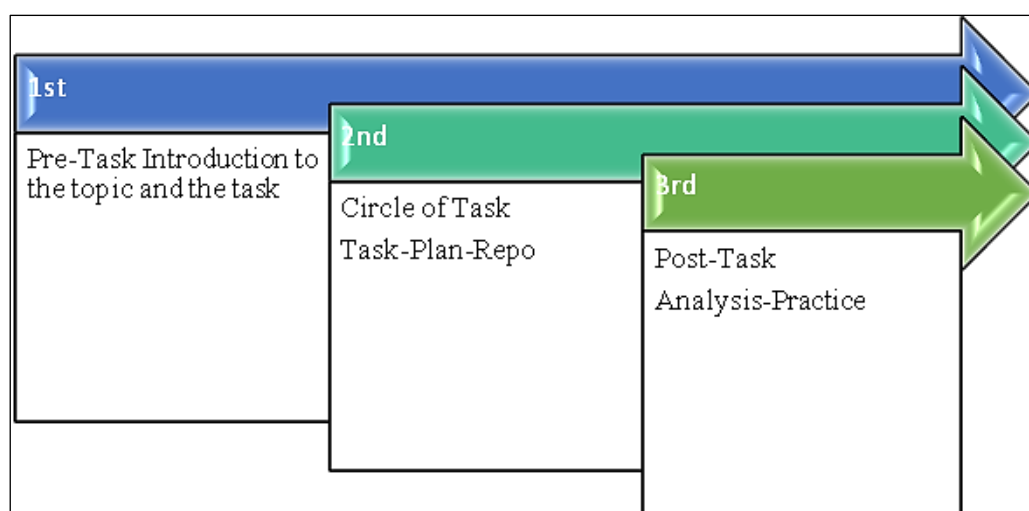 1st
Pre-Task Introduction to
the topic and the task
2nd
Circle of Task
Task-Plan-Repo
3rd
Post-Task
Analysis-Practice